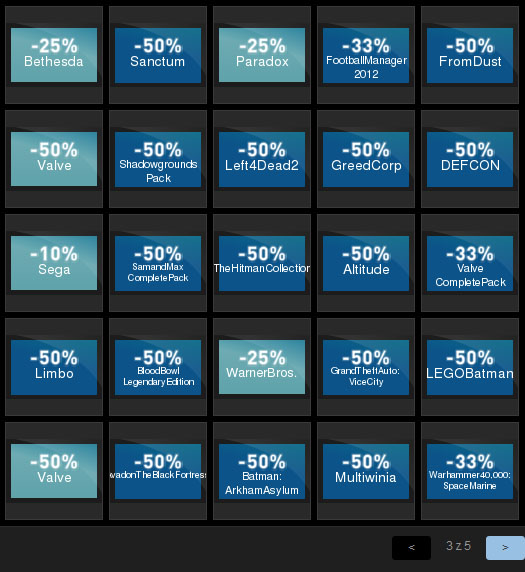 -25%
Bethesda
-50%
Sanctum
-25%
Paradox
-33%
FootballManager
2012
-50%
FromDust
-50%
Valve
-50%
Shadowgrounds
Pack
-50%
Left4Dead2
-50%
GreedCorp
-50%
DEFCON
-10%
Sega
-50%
SamandMax
CompletePack
-50%
TheHitmanCollection
-50%
Altitude
-33%
Valve
CompletePack
-50%
Limbo
-50%
BloodBowl
LegendaryEdition
-25%
WarnerBros.
-50%
GrandTheftAuto:
ViceCity
-50%
LEGOBatman
-50%
Valve
-50%
vadonTheBlackFortress
-50%
Batman:
ArkhamAsylum
-50%
Multiwinia
-33%
Warhammer40,000:
SpaceMarine
< 3 z 5 >